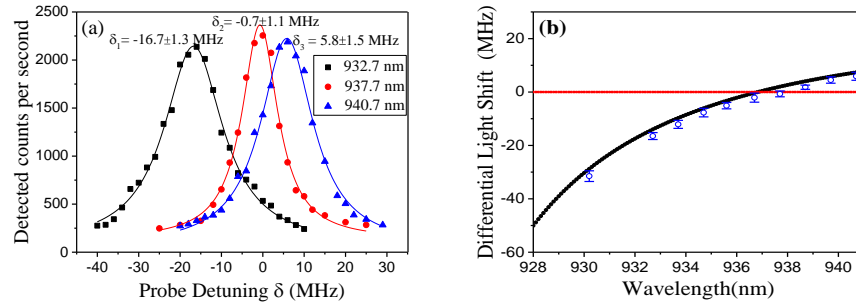 (a)
δ₁= -16.7±1.3 MHz
δ₂= -0.7±1.1 MHz
δ₃ = 5.8±1.5 MHz
932.7 nm
937.7 nm
940.7 nm
Detected counts per second
2500
2000
1500
1000
500
0
-40 -30 -20 -10 0 10 20 30
Probe Detuning δ (MHz)
(b)
Differential Light Shift (MHz)
20
0
-20
-40
-60
928 930 932 934 936 938 940
Wavelength(nm)